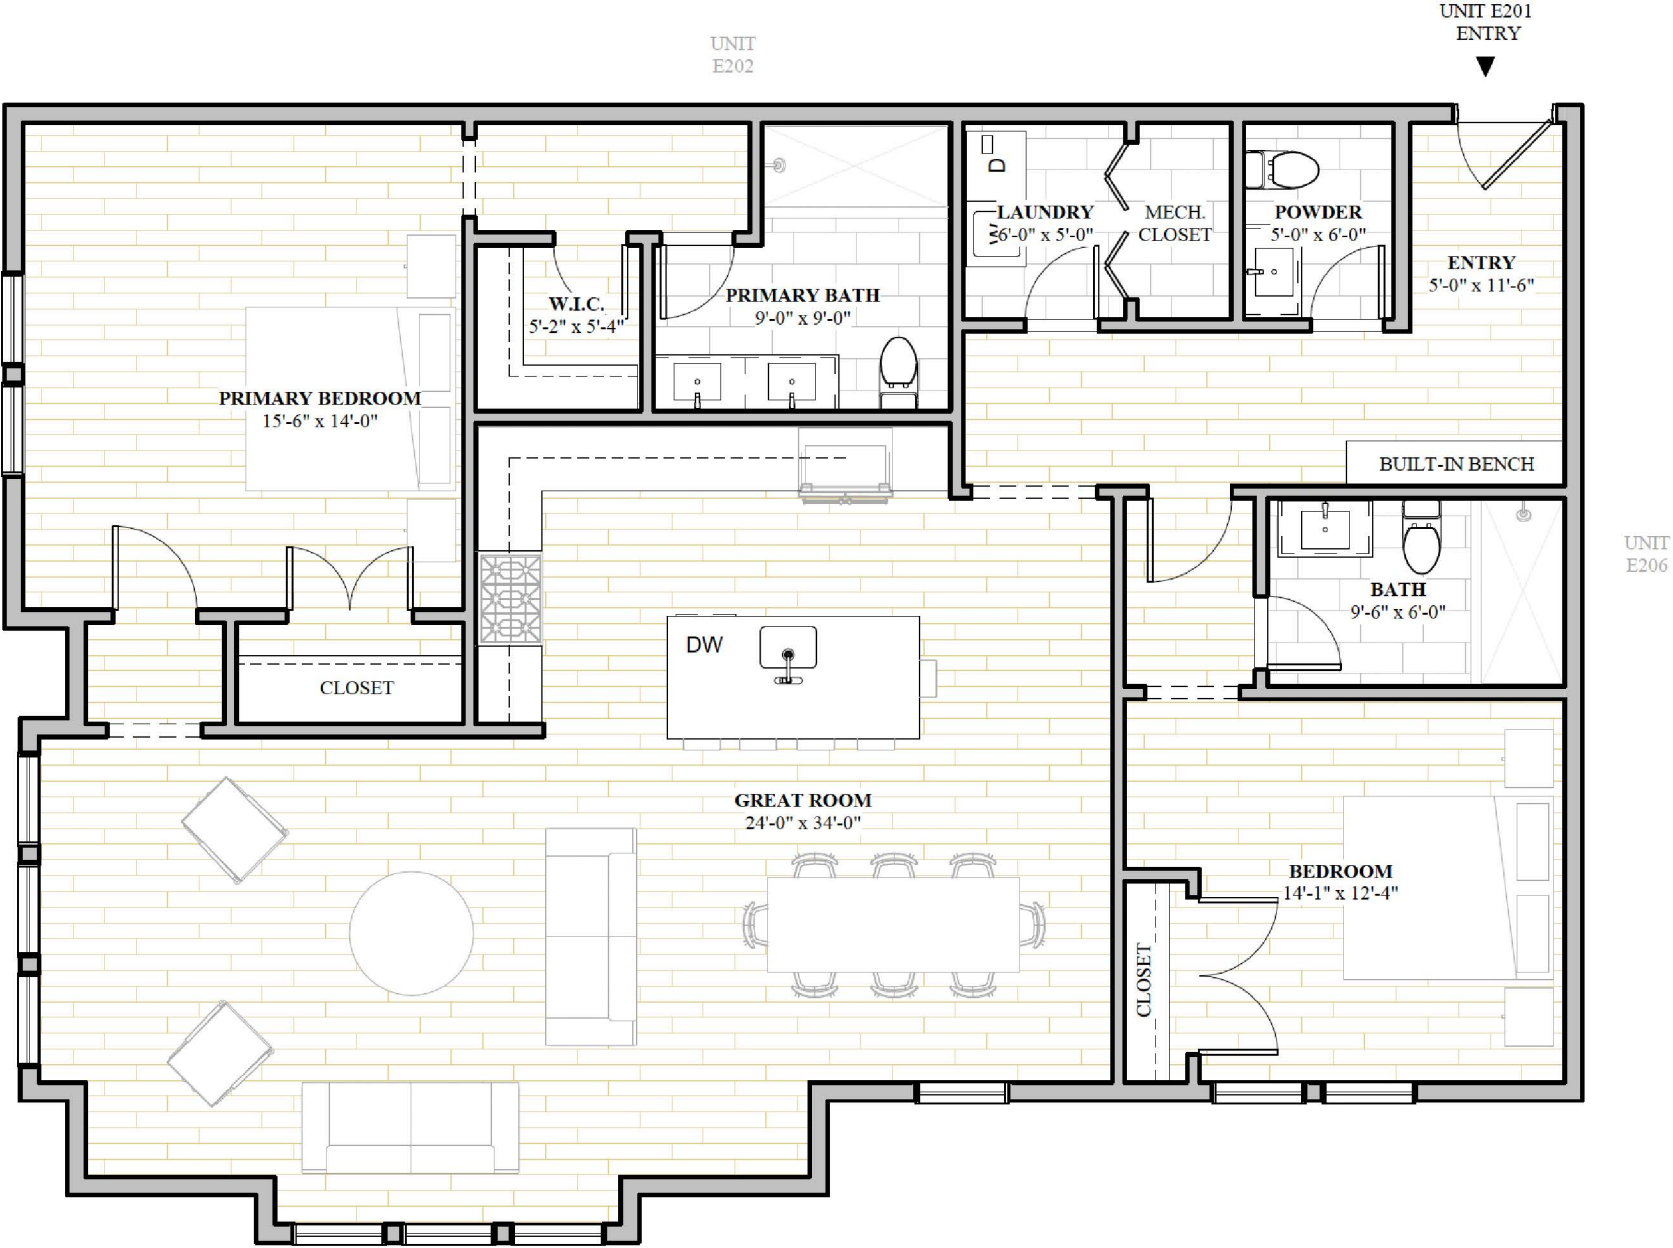 UNIT E201
ENTRY
UNIT
E202
D
W
LAUNDRY
6'-0" x 5'-0"
MECH.
CLOSET
POWDER
5'-0" x 6'-0"
ENTRY
5'-0" x 11'-6"
W.I.C.
5'-2" x 5'-4"
PRIMARY BATH
9'-0" x 9'-0"
PRIMARY BEDROOM
15'-6" x 14'-0"
BUILT-IN BENCH
UNIT
E206
BATH
9'-6" x 6'-0"
DW
CLOSET
GREAT ROOM
24'-0" x 34'-0"
BEDROOM
14'-1" x 12'-4"
CLOSET